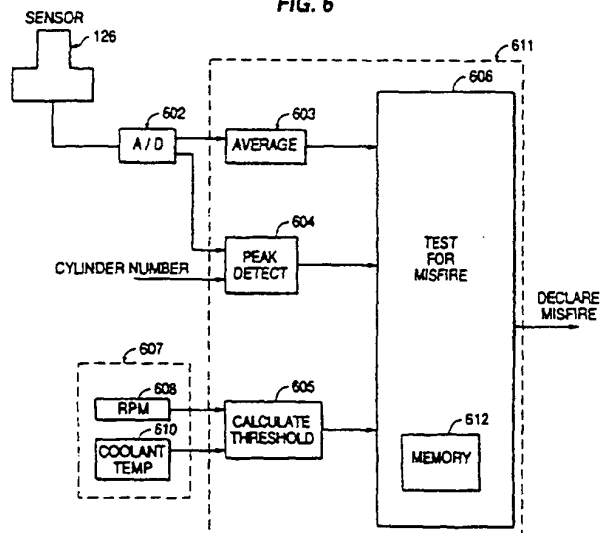 FIG. 6
SENSOR
126
611
606
602
A / D
603
AVERAGE
604
PEAK
DETECT
CYLINDER NUMBER
TEST
FOR
MISFIRE
DECLARE
MISFIRE
607
608
RPM
610
COOLANT
TEMP
605
CALCULATE
THRESHOLD
612
MEMORY